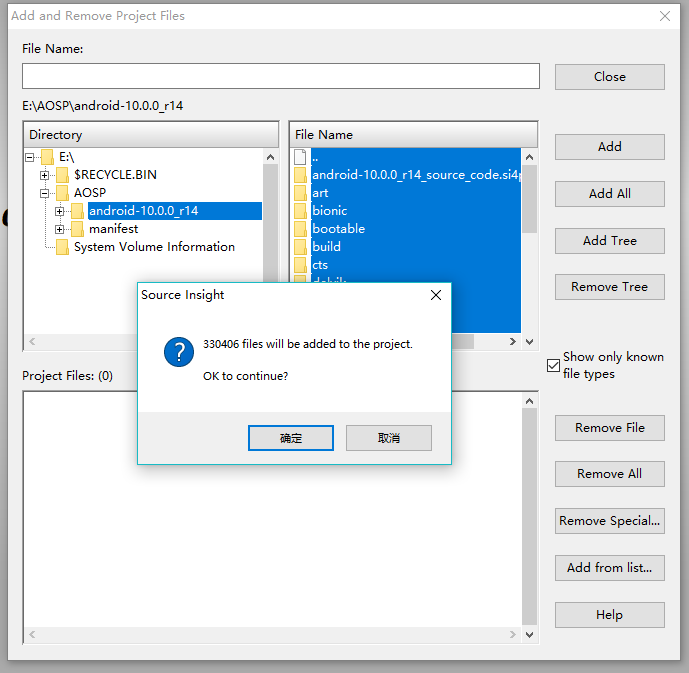 Add and Remove Project Files
File Name:
Close
E:\AOSP\android-10.0.0_r14
Directory
E:\
$RECYCLE.BIN
AOSP
android-10.0.0_r14
manifest
System Volume Information
File Name
..
android-10.0.0_r14_source_code.si4p
art
bionic
bootable
build
cts
Add
Add All
Add Tree
Remove Tree
Show only known
file types
Source Insight
330406 files will be added to the project.
OK to continue?
确定
取消
Project Files: (0)
Remove File
Remove All
Remove Special...
Add from list...
Help